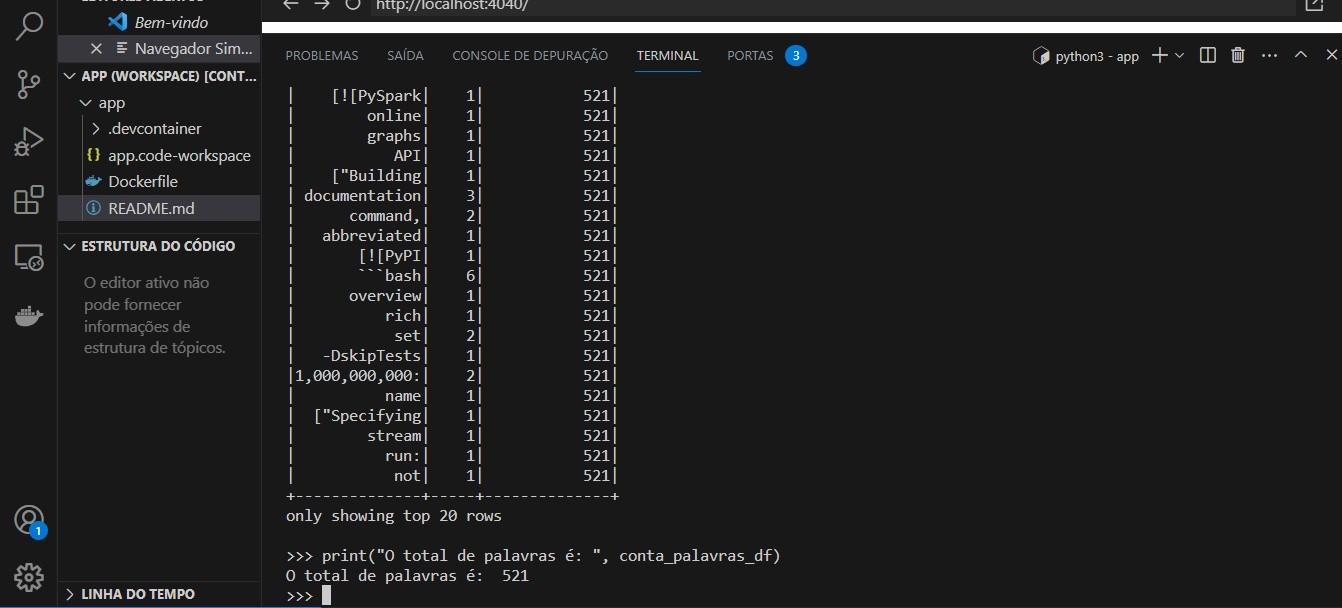 http://localhost:4040/
Bem-vindo
Navegador Sim...
APP (WORKSPACE) [CONT...
app
.devcontainer
app.code-workspace
Dockerfile
README.md
ESTRUTURA DO CÓDIGO
O editor ativo não
pode fornecer
informações de
estrutura de tópicos.
LINHA DO TEMPO
1
PROBLEMAS SAÍDA CONSOLE DE DEPURAÇÃO TERMINAL PORTAS 3 python3 - app
| [![PySpark| 1| 521|
| online| 1| 521|
| graphs| 1| 521|
| API| 1| 521|
| ["Building| 1| 521|
| documentation| 3| 521|
| command,| 2| 521|
| abbreviated| 1| 521|
| [![PyPI| 1| 521|
| ```bash| 6| 521|
| overview| 1| 521|
| rich| 1| 521|
| set| 2| 521|
| -DskipTests| 1| 521|
|1,000,000,000:| 2| 521|
| name| 1| 521|
| ["Specifying| 1| 521|
| stream| 1| 521|
| run:| 1| 521|
| not| 1| 521|
+--------------+-----+--------------+
only showing top 20 rows
>>> print("O total de palavras é: ", conta_palavras_df)
O total de palavras é:  521
>>>